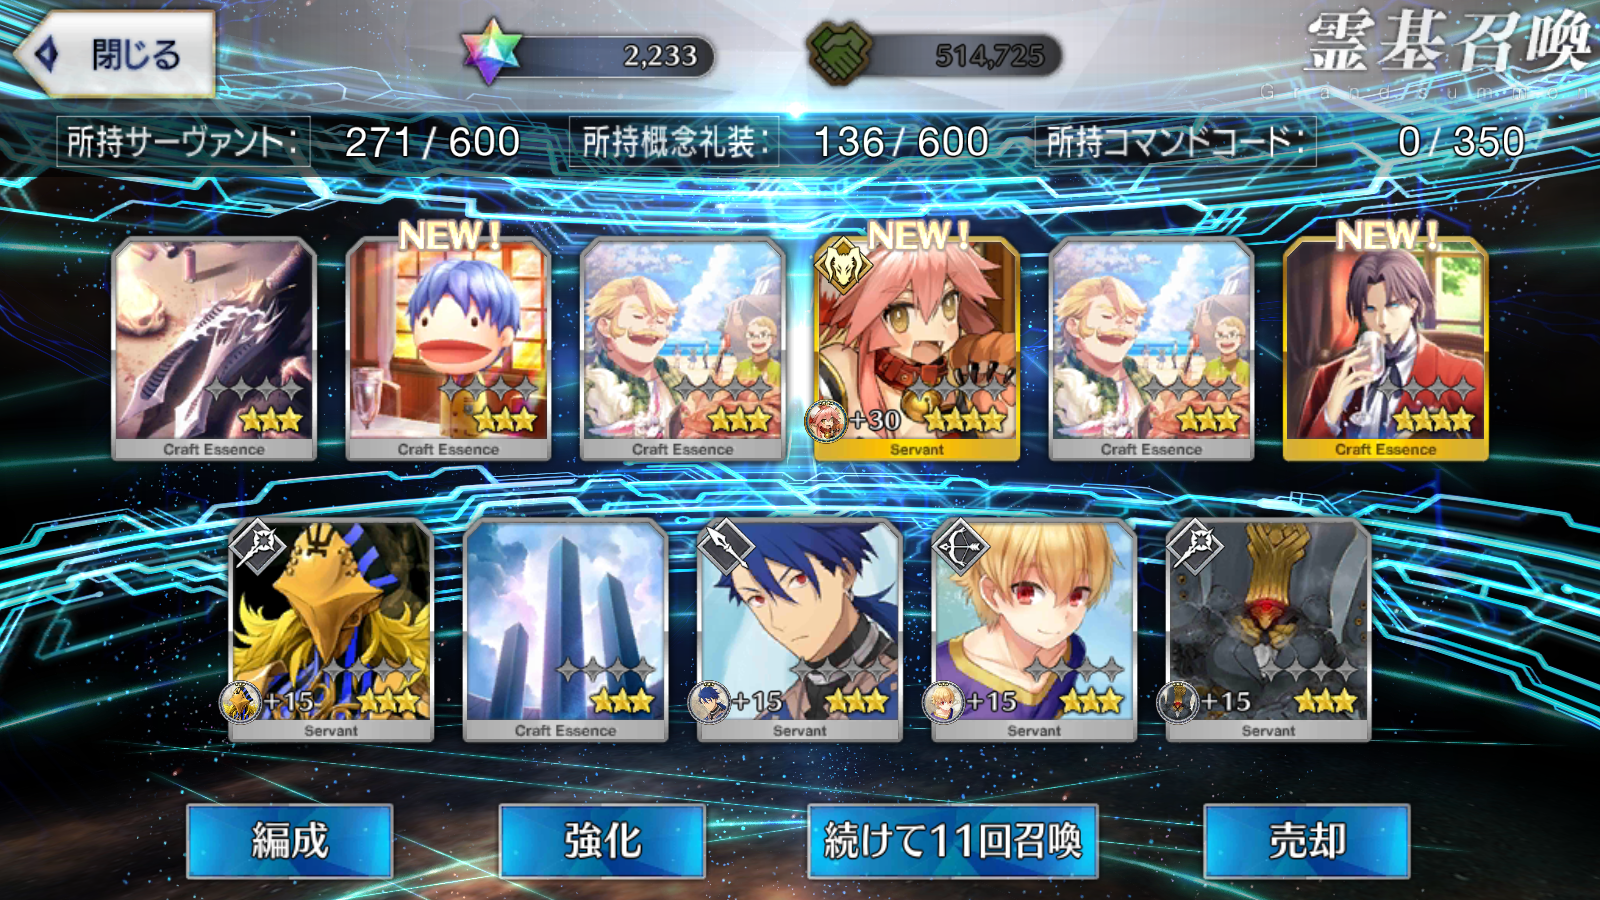 閉じる
2,233
514,725
霊基召喚
Grand summon
所持サーヴァント: 271 / 600
所持概念礼装: 136 / 600
所持コマンドコード: 0 / 350
NEW! NEW! NEW!
+30
Craft Essence Craft Essence Craft Essence Servant Craft Essence Craft Essence
+15 +15 +15 +15
Servant Craft Essence Servant Servant Servant
編成 強化 続けて11回召喚 売却